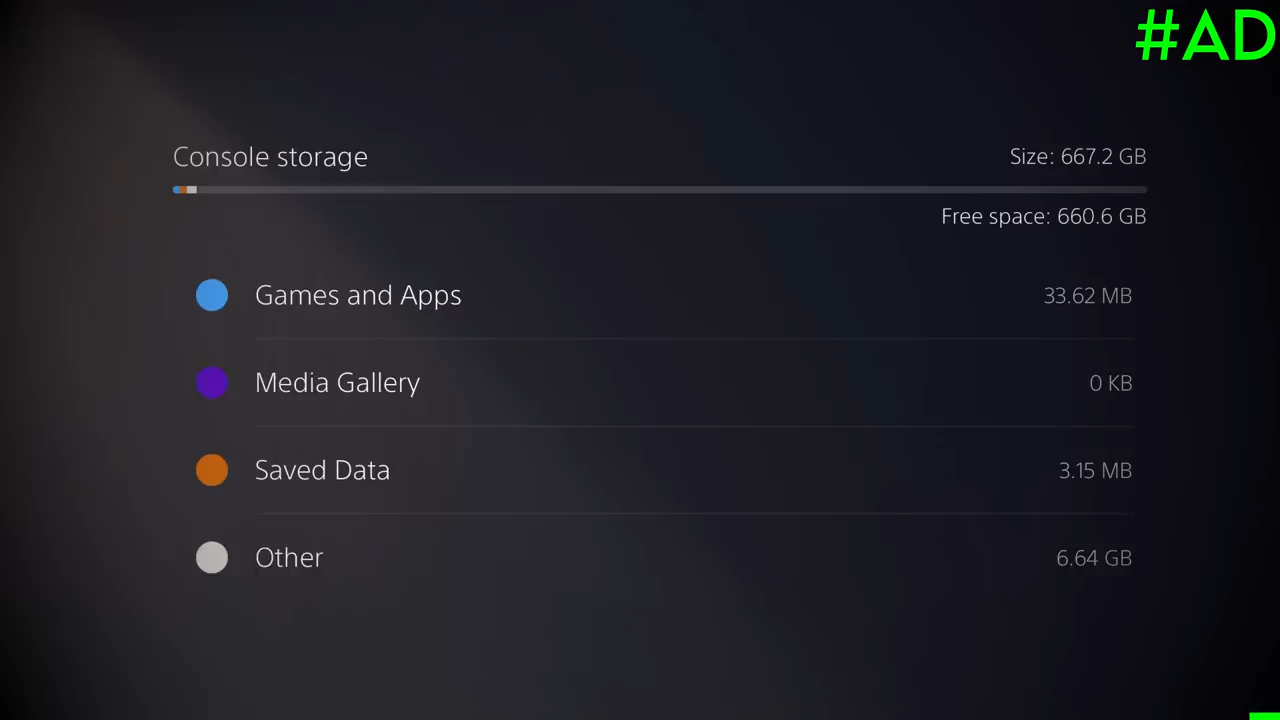 #AD
Console storage
Size: 667.2 GB
Free space: 660.6 GB
Games and Apps
33.62 MB
Media Gallery
0 KB
Saved Data
3.15 MB
Other
6.64 GB